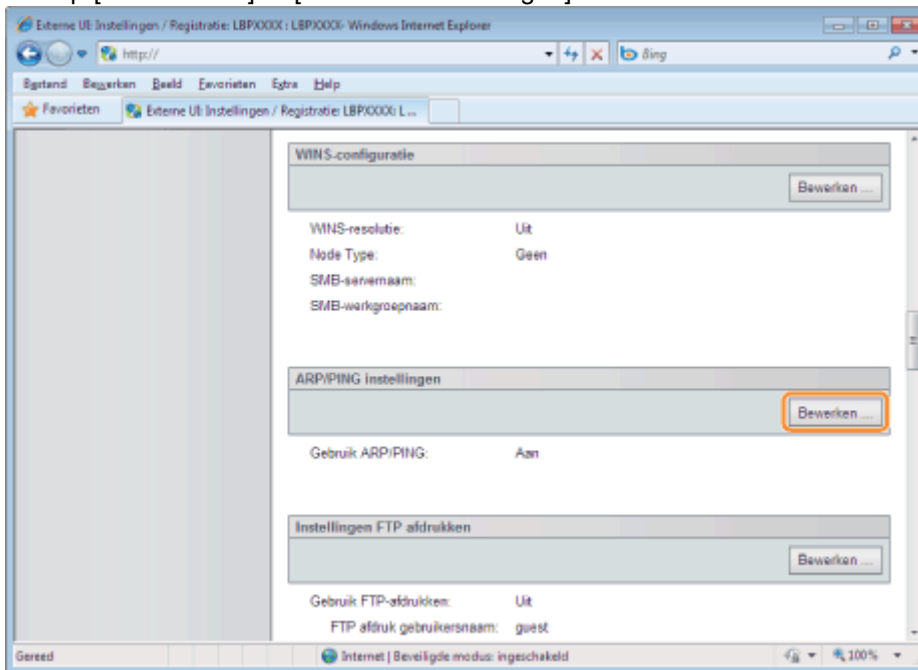 Externe UI: Instellingen / Registratie: LBPXXXX : LBPXXXX- Windows Internet Explorer
http://
Bing
Bestand Bewerken Beeld Favorieten Extra Help
Favorieten Externe UI: Instellingen / Registratie: LBPXXXX: L...
WINS-configuratie
Bewerken ...
WINS-resolutie: Uit
Node Type: Geen
SMB-servernaam:
SMB-werkgroepnaam:
ARP/PING instellingen
Bewerken ...
Gebruik ARP/PING: Aan
Instellingen FTP afdrukken
Bewerken ...
Gebruik FTP-afdrukken: Uit
FTP afdruk gebruikersnaam: guest
Gereed Internet | Beveiligde modus: ingeschakeld 100%